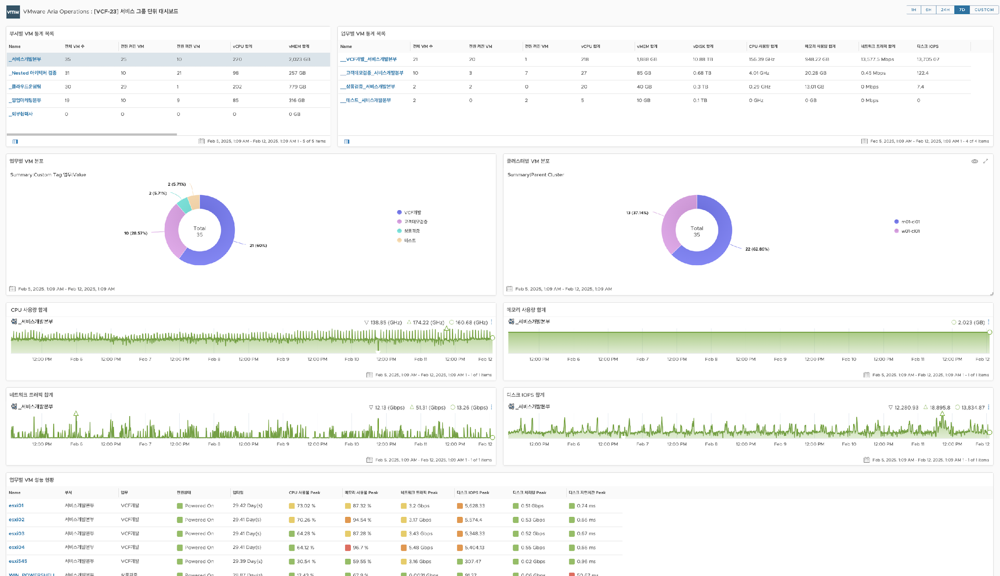 vmw VMware Aria Operations : [VCF-23] 서비스 그룹 단위 대시보드
1H 6H 24H 7D CUSTOM
부서별 VM 통계 목록
Name 전체 VM 수 전원 켜진 VM 전원 꺼진 VM vCPU 합계 vMEM 합계
_서비스개발본부 35 25 10 270 2,023 GB
_Nested 아키텍처 검증 31 10 21 98 257 GB
_클라우드운영팀 30 29 1 202 779 GB
_영업마케팅본부 19 10 9 85 316 GB
_외부협력사 0 0 0 0 0 GB
Feb 5, 2025, 1:09 AM - Feb 12, 2025, 1:09 AM 1 - 5 of 5 items
업무별 VM 통계 목록
Name 전체 VM 수 전원 켜진 VM 전원 꺼진 VM vCPU 합계 vMEM 합계 vDISK 합계 CPU 사용량 합계 메모리 사용량 합계 네트워크 트래픽 합계 디스크 IOPS
__VCF개발_서비스개발본부 21 20 1 218 1,888 GB 10.88 TB 156.39 GHz 948.22 GB 13,577.5 Mbps 13,705.07
__고객데모검증_서비스개발본부 10 3 7 27 85 GB 0.68 TB 4.01 GHz 20.28 GB 0.45 Mbps 122.4
__상품검증_서비스개발본부 2 2 0 20 40 GB 0.3 TB 0.29 GHz 13.01 GB 0 Mbps 7.4
__테스트_서비스개발본부 2 0 2 5 10 GB 0.1 TB 0 GHz 0 GB 0 Mbps 0
Feb 5, 2025, 1:09 AM - Feb 12, 2025, 1:09 AM 1 - 4 of 4 items
업무별 VM 분포
Summary|Custom Tag:업무|Value
2 (5.71%)
2 (5.71%)
10 (28.57%)
Total
35
21 (60%)
VCF개발
고객데모검증
상품검증
테스트
Feb 5, 2025, 1:09 AM - Feb 12, 2025, 1:09 AM
클러스터별 VM 분포
Summary|Parent Cluster
13 (37.14%)
Total
35
22 (62.86%)
m01-cl01
w01-cl01
Feb 5, 2025, 1:09 AM - Feb 12, 2025, 1:09 AM
CPU 사용량 합계
_서비스개발본부 138.85 (GHz) 174.22 (GHz) 160.68 (GHz)
12:00 PM Feb 6 12:00 PM Feb 7 12:00 PM Feb 8 12:00 PM Feb 9 12:00 PM Feb 10 12:00 PM Feb 11 12:00 PM Feb 12
Feb 5, 2025, 1:09 AM - Feb 12, 2025, 1:09 AM 1 - 1 of 1 items
메모리 사용량 합계
_서비스개발본부 2,023 (GB)
12:00 PM Feb 6 12:00 PM Feb 7 12:00 PM Feb 8 12:00 PM Feb 9 12:00 PM Feb 10 12:00 PM Feb 11 12:00 PM Feb 12
Feb 5, 2025, 1:09 AM - Feb 12, 2025, 1:09 AM 1 - 1 of 1 items
네트워크 트래픽 합계
_서비스개발본부 12.13 (Gbps) 51.31 (Gbps) 13.26 (Gbps)
12:00 PM Feb 6 12:00 PM Feb 7 12:00 PM Feb 8 12:00 PM Feb 9 12:00 PM Feb 10 12:00 PM Feb 11 12:00 PM Feb 12
Feb 5, 2025, 1:09 AM - Feb 12, 2025, 1:09 AM 1 - 1 of 1 items
디스크 IOPS 합계
_서비스개발본부 12,280.93 18,895.8 13,834.87
12:00 PM Feb 6 12:00 PM Feb 7 12:00 PM Feb 8 12:00 PM Feb 9 12:00 PM Feb 10 12:00 PM Feb 11 12:00 PM Feb 12
Feb 5, 2025, 1:09 AM - Feb 12, 2025, 1:09 AM 1 - 1 of 1 items
업무별 VM 성능 현황
Name 부서 업무 전원상태 업타임 CPU 사용율 Peak 메모리 사용율 Peak 네트워크 트래픽 Peak 디스크 IOPS Peak 디스크 처리량 Peak 디스크 지연시간 Peak
esxi01 서비스개발본부 VCF개발 Powered On 29.42 Day(s) 73.02 % 87.32 % 3.2 Gbps 5,628.33 0.51 Gbps 0.74 ms
esxi02 서비스개발본부 VCF개발 Powered On 29.41 Day(s) 70.26 % 94.54 % 3.17 Gbps 5,574.4 0.53 Gbps 0.66 ms
esxi03 서비스개발본부 VCF개발 Powered On 29.41 Day(s) 64.28 % 87.28 % 3.43 Gbps 5,348.33 0.52 Gbps 0.67 ms
esxi04 서비스개발본부 VCF개발 Powered On 29.41 Day(s) 64.12 % 96.7 % 5.48 Gbps 5,404.13 0.55 Gbps 0.66 ms
esxi545 서비스개발본부 VCF개발 Powered On 29.39 Day(s) 30.54 % 59.55 % 3.16 Gbps 307.47 0.02 Gbps 0.96 ms
WIN_POWERSHELL 서비스개발본부 상품검증 Powered On 28.87 Day(s) 17.43 % 67.9 % 0.0031 Gbps 91.27 0.06 Gbps 50.67 ms